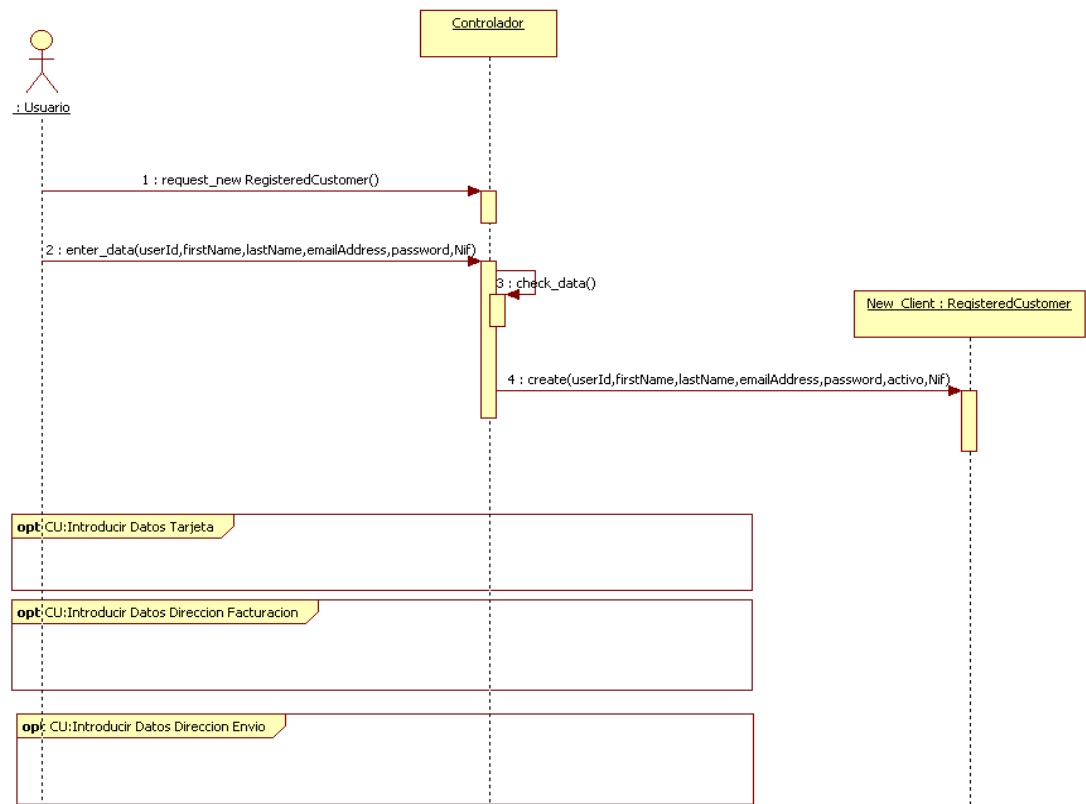 Controlador
: Usuario
1 : request_new RegisteredCustomer()
2 : enter_data(userId,firstName,lastName,emailAddress,password,Nif)
3 : check_data()
New_Client : RegisteredCustomer
4 : create(userId,firstName,lastName,emailAddress,password,activo,Nif)
opt CU:Introducir Datos Tarjeta
opt CU:Introducir Datos Direccion Facturacion
opt CU:Introducir Datos Direccion Envio